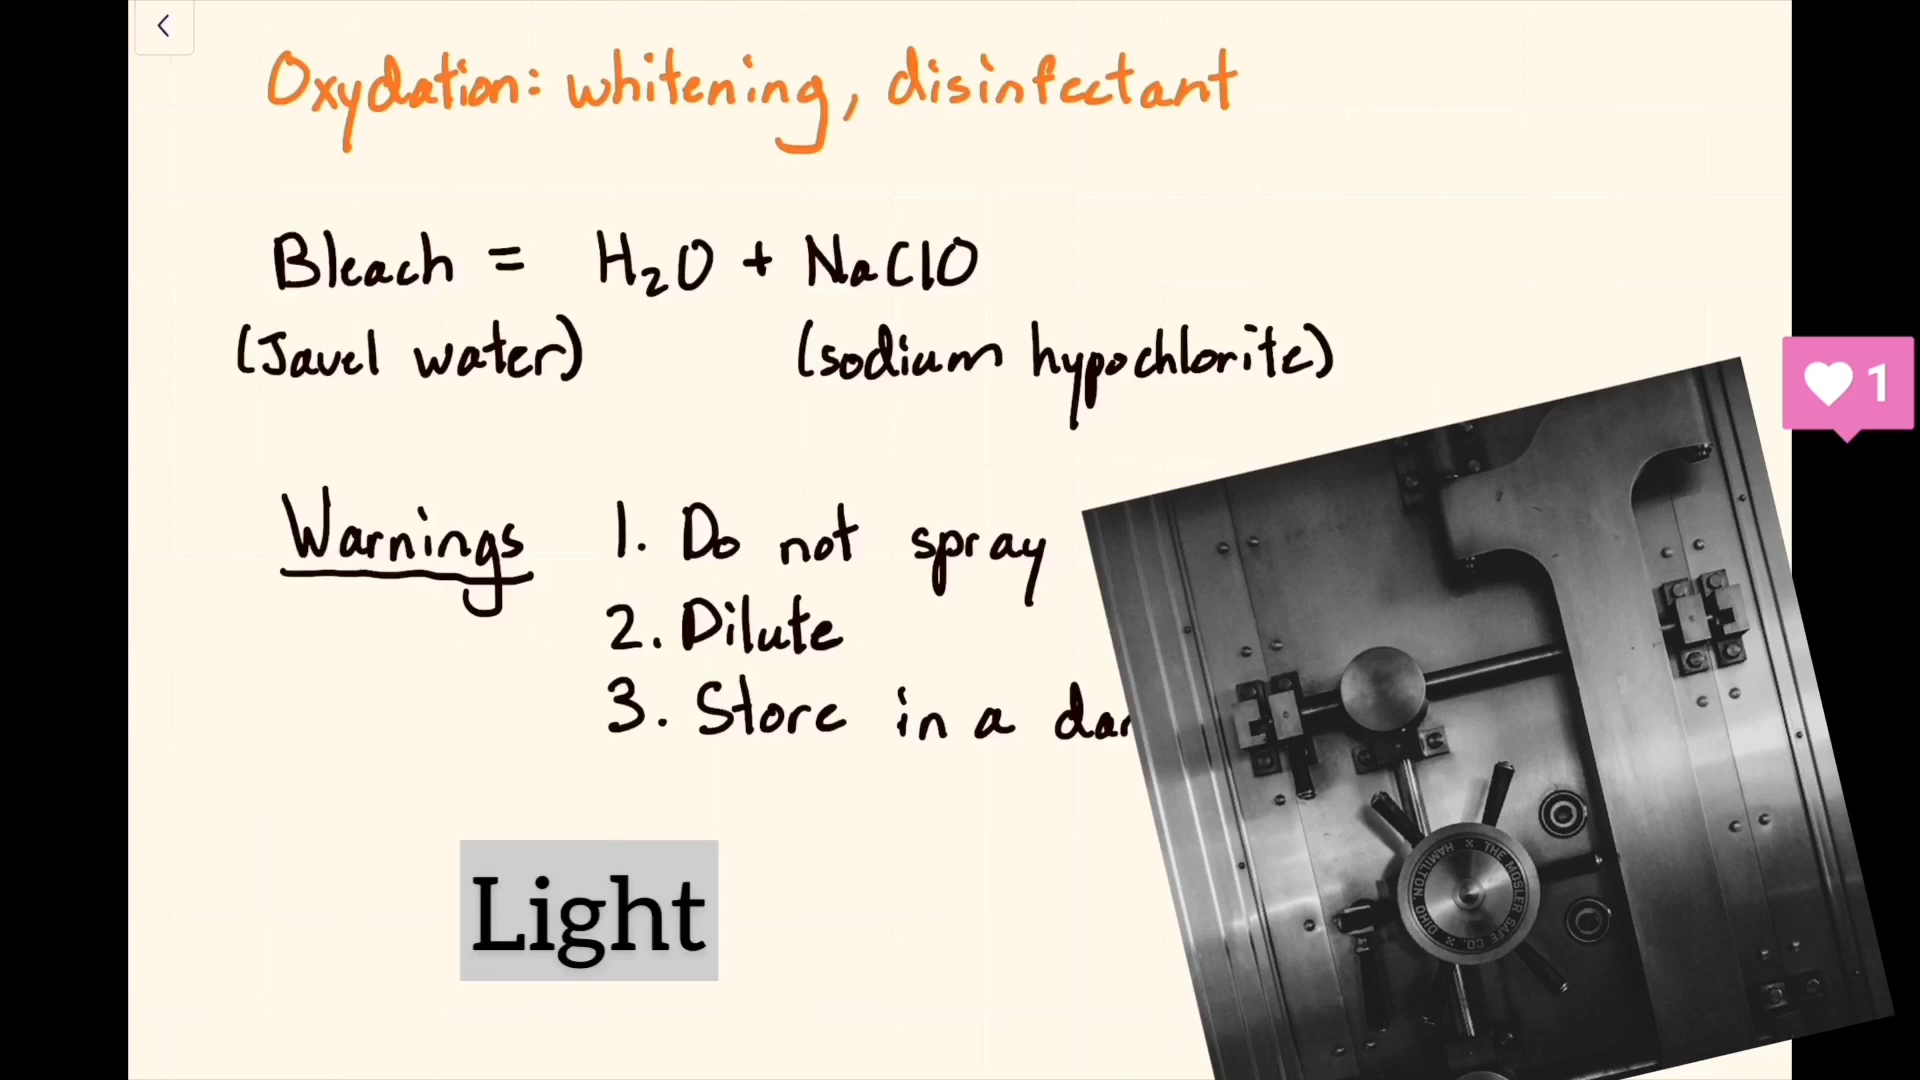 Oxydation: whitening, disinfectant
Bleach = H₂O + NaClO
(Javel water) (sodium hypochlorite)
Warnings 1. Do not spray
2. Dilute
3. Store in a dar
Light
1
THE MOSLER SAFE CO. HAMILTON, OHIO